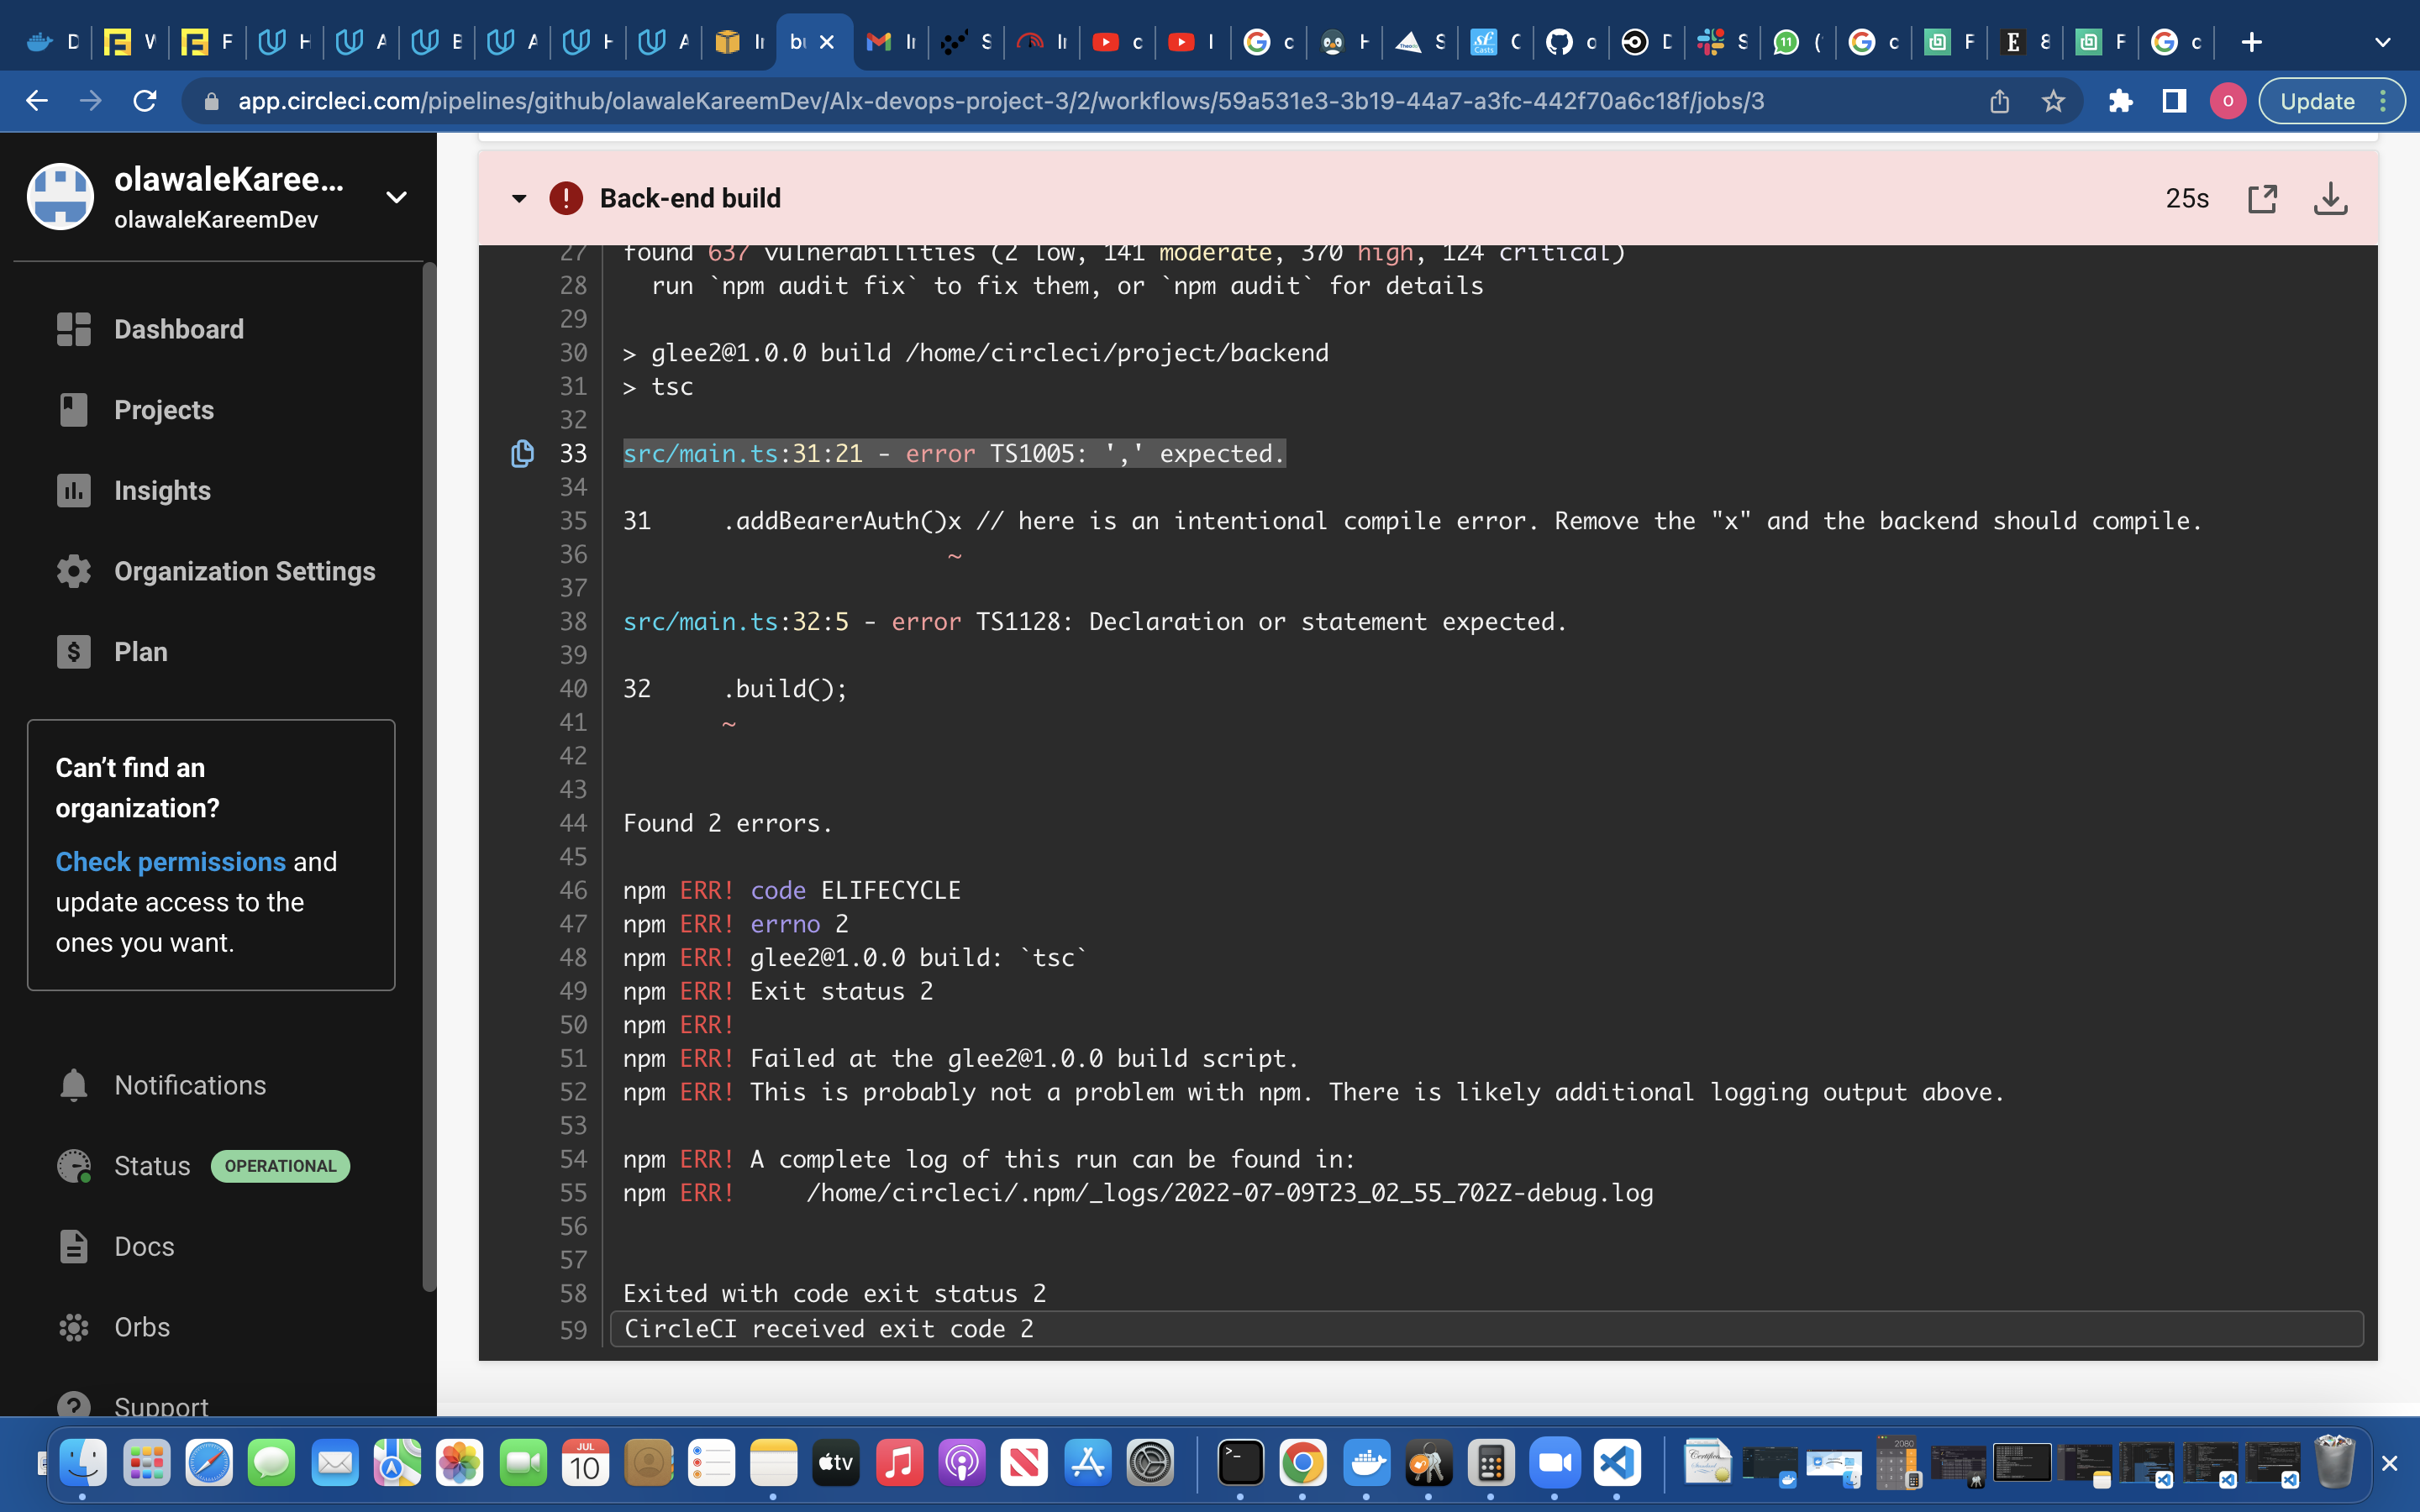 app.circleci.com/pipelines/github/olawaleKareemDev/Alx-devops-project-3/2/workflows/59a531e3-3b19-44a7-a3fc-442f70a6c18f/jobs/3
Update
olawaleKaree...
olawaleKareemDev
Dashboard
Projects
Insights
Organization Settings
Plan
Can’t find an
organization?
Check permissions and
update access to the
ones you want.
Notifications
Status OPERATIONAL
Docs
Orbs
Support
Back-end build
25s
27 found 637 vulnerabilities (2 low, 141 moderate, 370 high, 124 critical)
28 run `npm audit fix` to fix them, or `npm audit` for details
29
30 > glee2@1.0.0 build /home/circleci/project/backend
31 > tsc
32
33 src/main.ts:31:21 - error TS1005: ',' expected.
34
35 31 .addBearerAuth()x // here is an intentional compile error. Remove the "x" and the backend should compile.
36 ~
37
38 src/main.ts:32:5 - error TS1128: Declaration or statement expected.
39
40 32 .build();
41 ~
42
43
44 Found 2 errors.
45
46 npm ERR! code ELIFECYCLE
47 npm ERR! errno 2
48 npm ERR! glee2@1.0.0 build: `tsc`
49 npm ERR! Exit status 2
50 npm ERR!
51 npm ERR! Failed at the glee2@1.0.0 build script.
52 npm ERR! This is probably not a problem with npm. There is likely additional logging output above.
53
54 npm ERR! A complete log of this run can be found in:
55 npm ERR! /home/circleci/.npm/_logs/2022-07-09T23_02_55_702Z-debug.log
56
57
58 Exited with code exit status 2
59 CircleCI received exit code 2
JUL
10
tv
2080